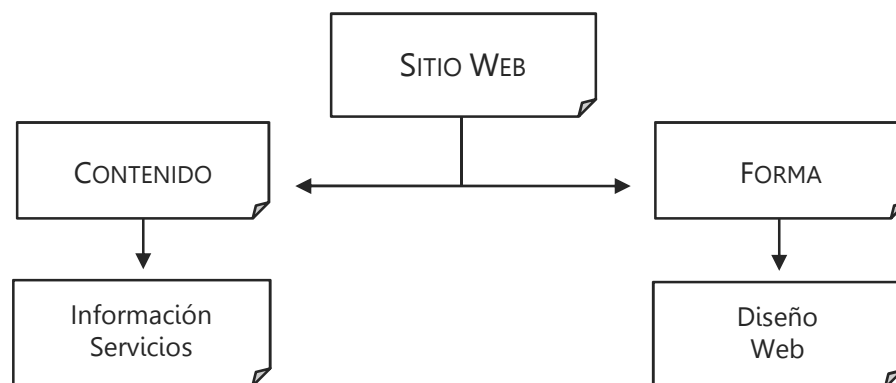 SITIO WEB
CONTENIDO
FORMA
Información
Servicios
Diseño
Web